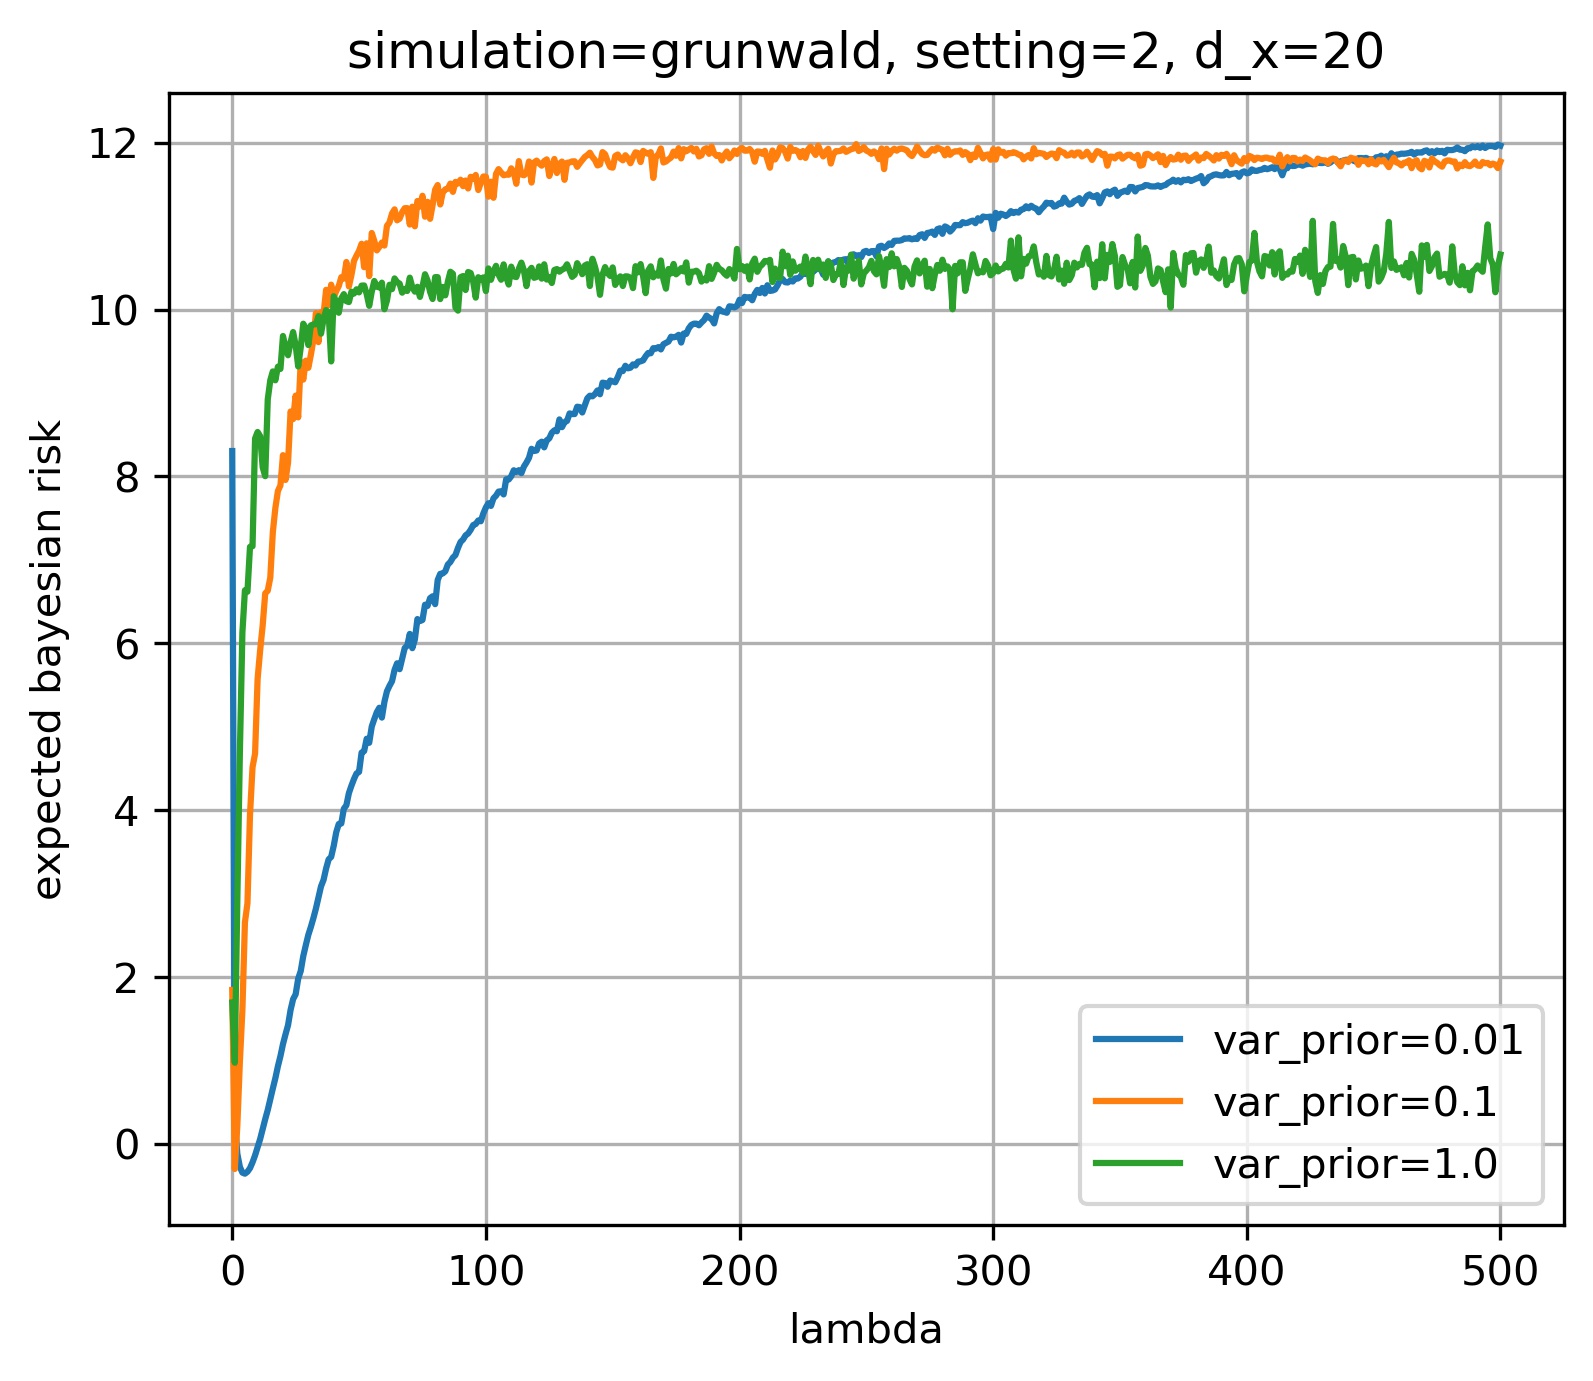 simulation=grunwald, setting=2, d_x=20
expected bayesian risk
12
10
8
6
4
2
0
0 100 200 300 400 500
lambda
var_prior=0.01
var_prior=0.1
var_prior=1.0